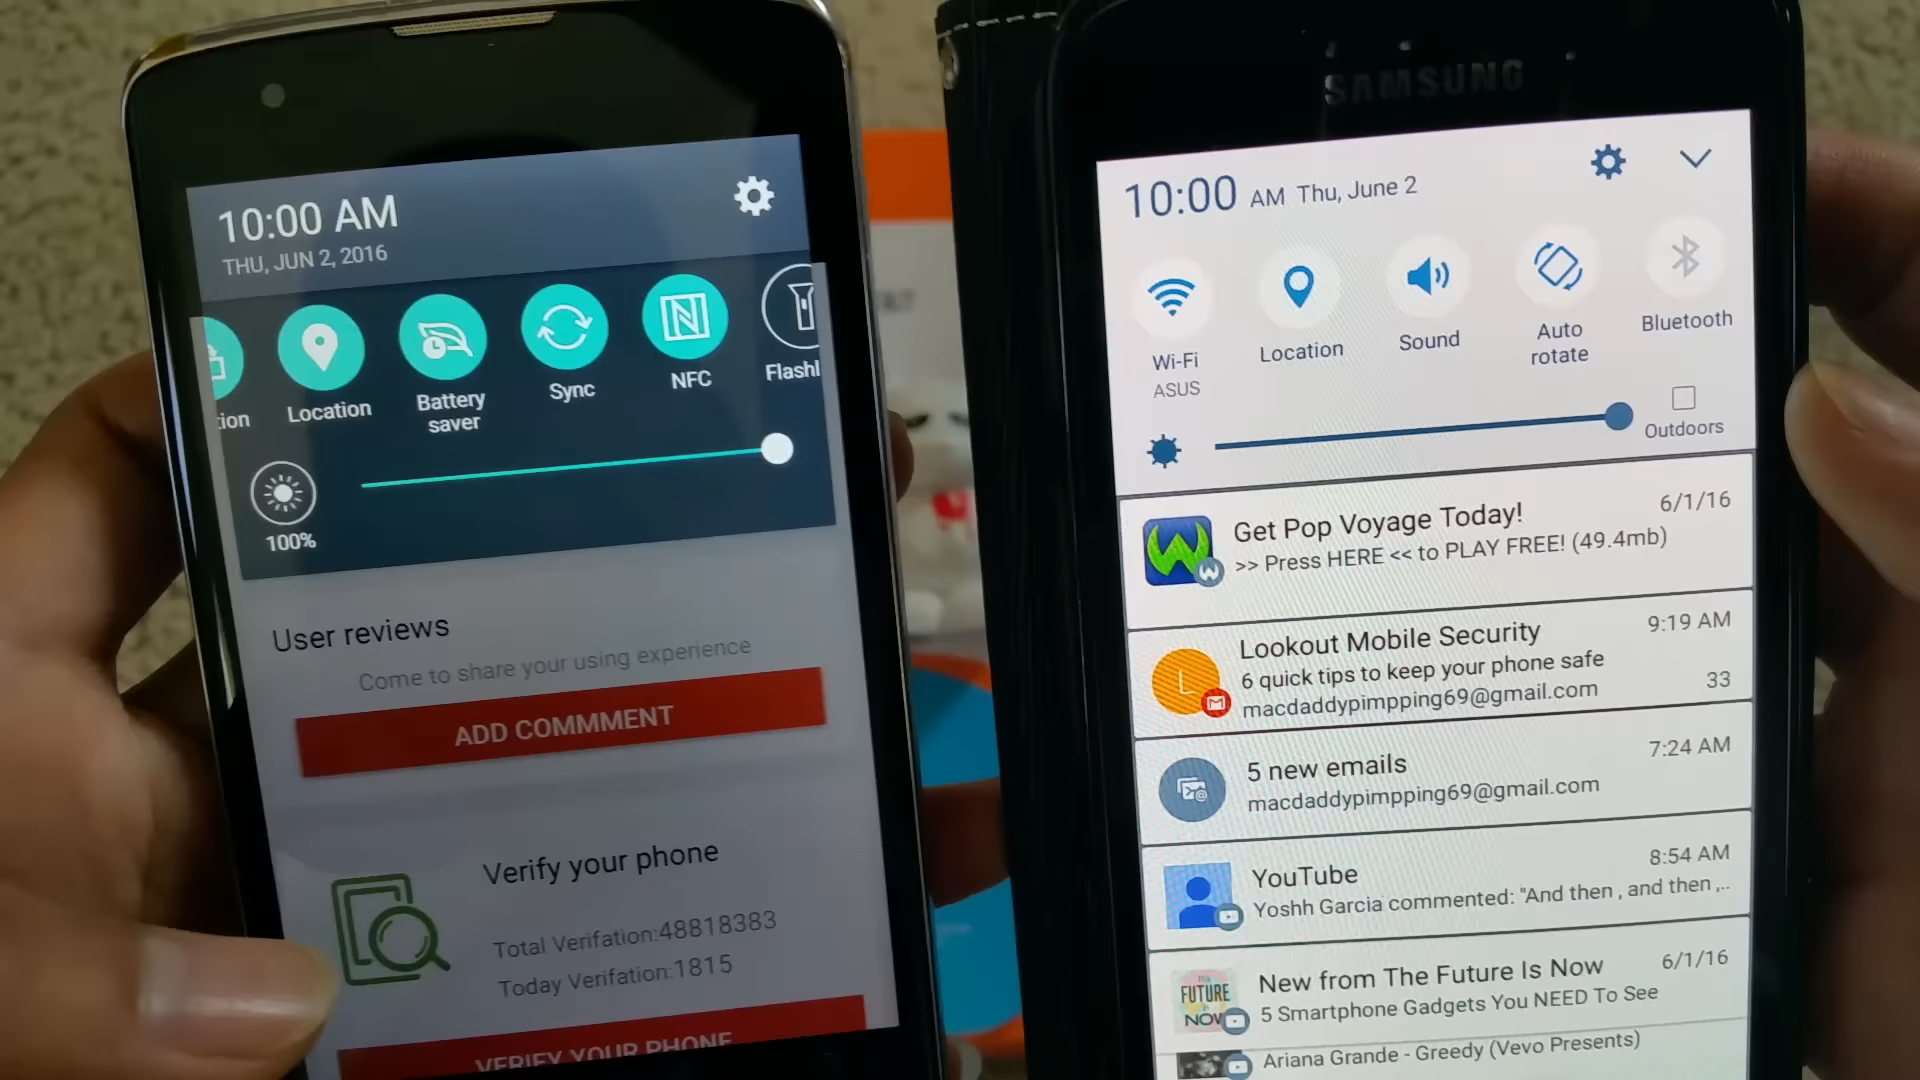 10:00 AM
THU, JUN 2, 2016
tion
Location
Battery
saver
Sync
NFC
Flashl
100%
User reviews
Come to share your using experience
ADD COMMMENT
Verify your phone
Total Verifation:48818383
Today Verifation:1815
VERIFY YOUR PHONE
SAMSUNG
10:00 AM Thu, June 2
Wi-Fi
ASUS
Location
Sound
Auto
rotate
Bluetooth
Outdoors
Get Pop Voyage Today!
6/1/16
>> Press HERE << to PLAY FREE! (49.4mb)
Lookout Mobile Security
9:19 AM
L
6 quick tips to keep your phone safe
macdaddypimpping69@gmail.com
33
5 new emails
7:24 AM
macdaddypimpping69@gmail.com
YouTube
8:54 AM
Yoshh Garcia commented: "And then , and then ,..
New from The Future Is Now
6/1/16
FUTURE
NOW
5 Smartphone Gadgets You NEED To See
Ariana Grande - Greedy (Vevo Presents)